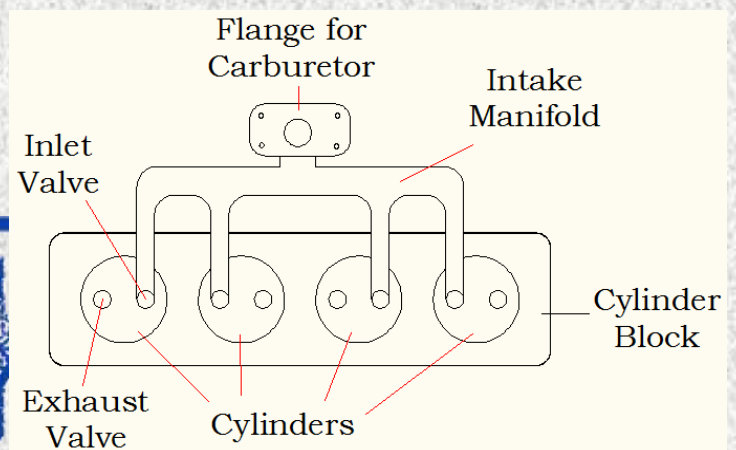 Flange for
Carburetor
Intake
Manifold
Inlet
Valve
Cylinder
Block
Exhaust
Valve
Cylinders